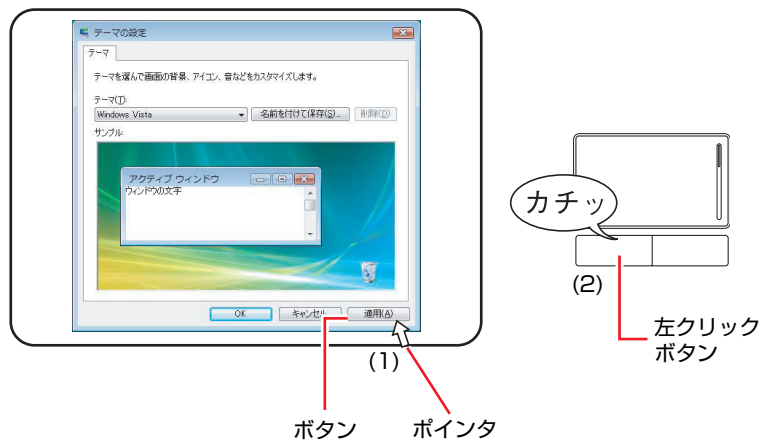 テーマの設定
テーマ
テーマを選んで画面の背景、アイコン、音などをカスタマイズします。
テーマ(T):
Windows Vista
名前を付けて保存(S)...
削除(D)
サンプル:
アクティブ ウィンドウ
ウィンドウの文字
OK
キャンセル
適用(A)
(1)
ボタン
ポインタ
カチッ
(2)
左クリック
ボタン